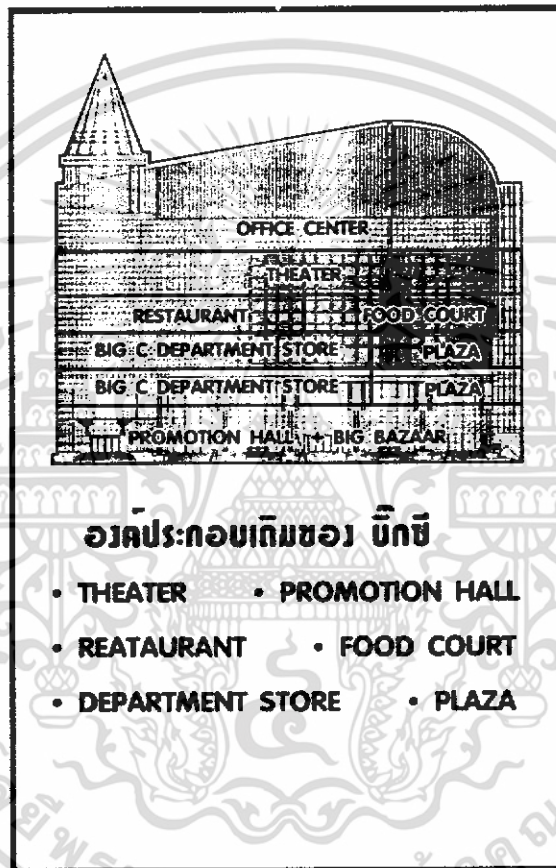 OFFICE CENTER
THEATER
RESTAURANT FOOD COURT
BIG C DEPARTMENT STORE PLAZA
BIG C DEPARTMENT STORE PLAZA
PROMOTION HALL + BIG BAZAAR
องค์ประกอบเดิมของ บิ๊กซี
• THEATER • PROMOTION HALL
• REATAURANT • FOOD COURT
• DEPARTMENT STORE • PLAZA